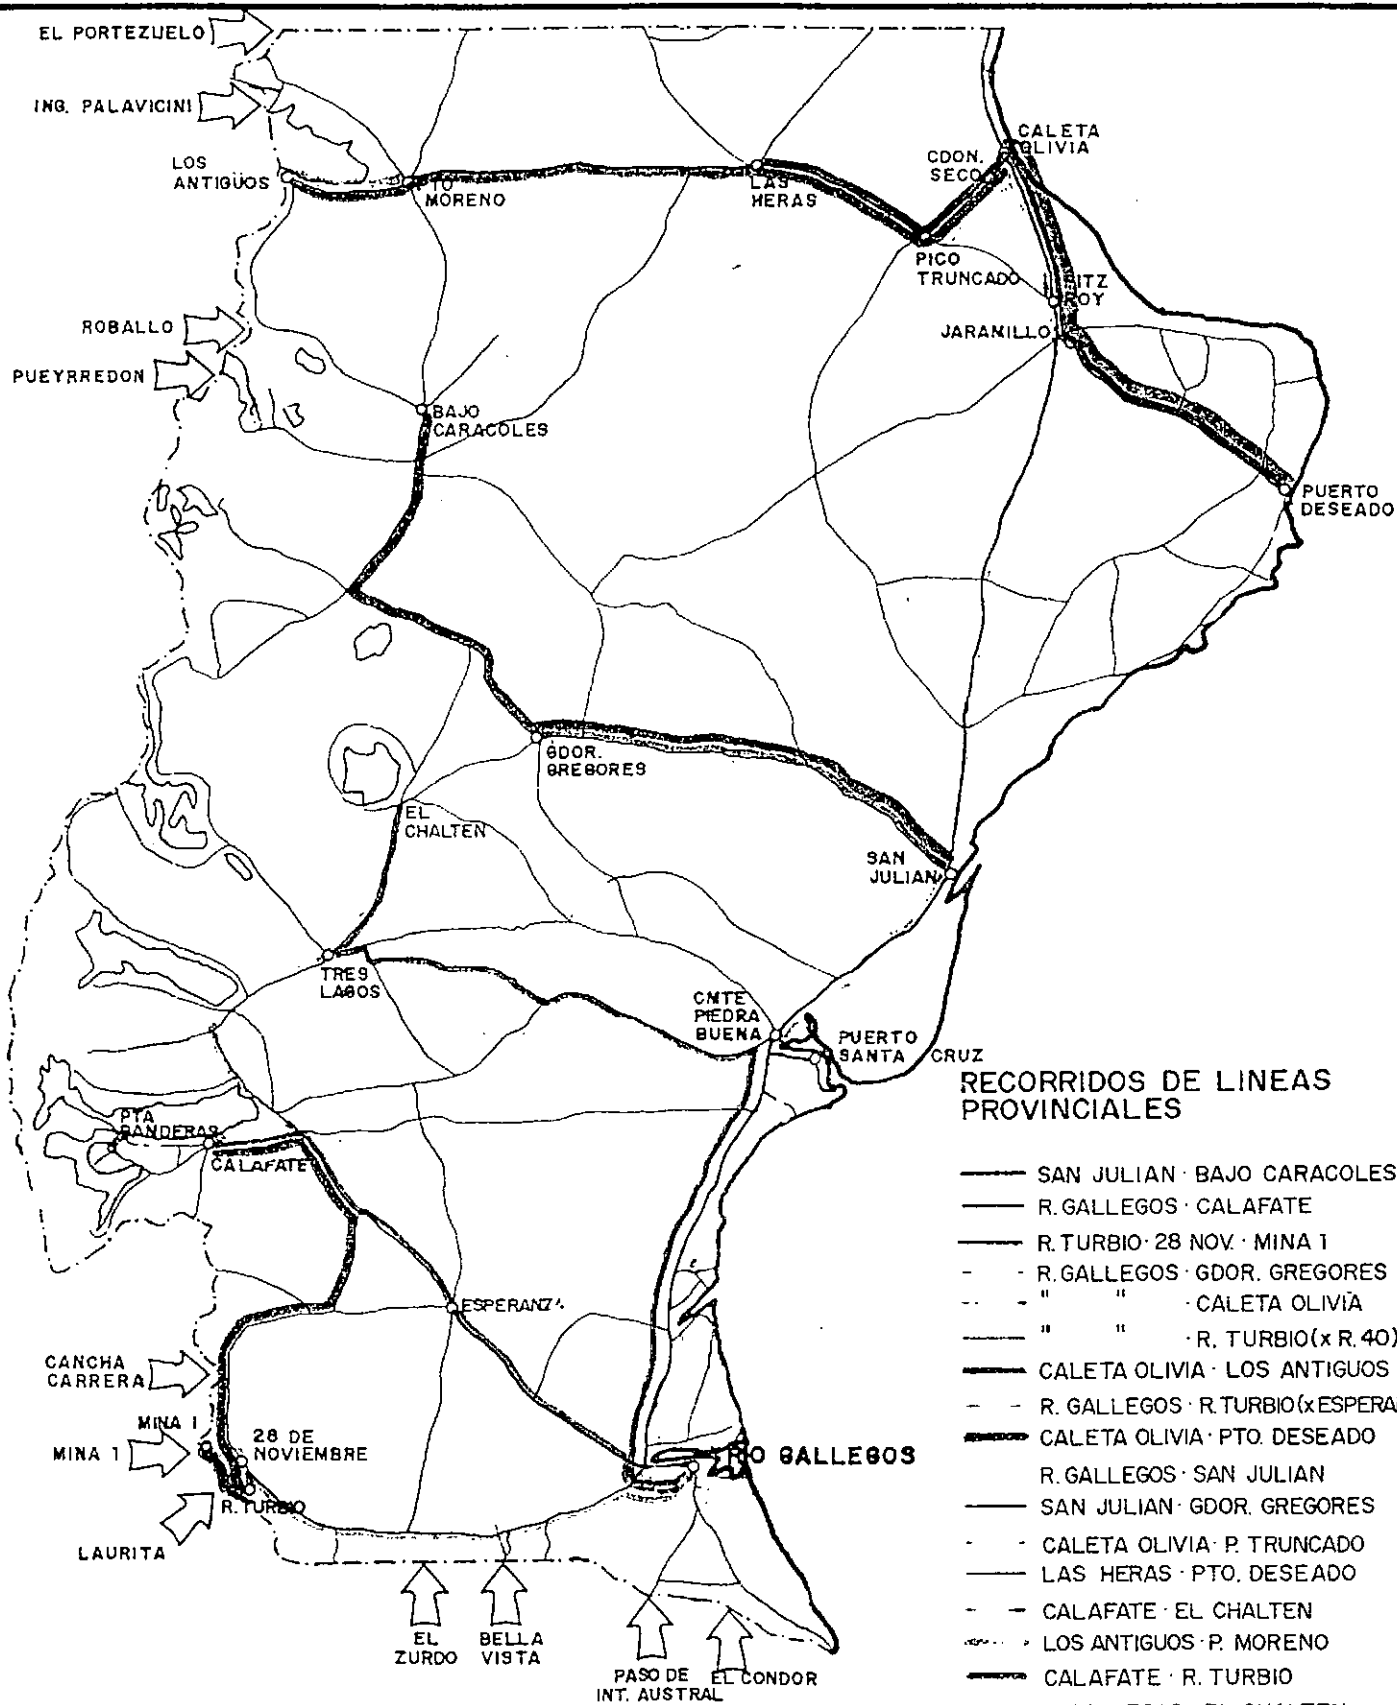 EL PORTEZUELO
ING. PALAVICINI
LOS
ANTIGUOS
PTO
MORENO
LAS
HERAS
CDON.
SECO
CALETA
OLIVIA
PICO
TRUNCADO
FITZ
ROY
JARAMILLO
ROBALLO
PUEYRREDON
BAJO
CARACOLES
PUERTO
DESEADO
GDOR.
GREGORES
EL
CHALTEN
SAN
JULIAN
TRES
LAGOS
CMTE
PIEDRA
BUENA
PUERTO
SANTA CRUZ
PTA
BANDERAS
CALAFATE
ESPERANZA
CANCHA
CARRERA
MINA 1
MINA 1
28 DE
NOVIEMBRE
R. TURBIO
LAURITA
RIO GALLEGOS
EL
ZURDO
BELLA
VISTA
PASO DE
INT. AUSTRAL
EL CONDOR
RECORRIDOS DE LINEAS
PROVINCIALES
SAN JULIAN · BAJO CARACOLES
R. GALLEGOS · CALAFATE
R. TURBIO · 28 NOV. · MINA 1
R. GALLEGOS · GDOR. GREGORES
" " · CALETA OLIVIA
" " · R. TURBIO (x R. 40)
CALETA OLIVIA · LOS ANTIGUOS
R. GALLEGOS · R. TURBIO (x ESPERA
CALETA OLIVIA · PTO. DESEADO
R. GALLEGOS · SAN JULIAN
SAN JULIAN · GDOR. GREGORES
CALETA OLIVIA · P. TRUNCADO
LAS HERAS · PTO. DESEADO
CALAFATE · EL CHALTEN
LOS ANTIGUOS · P. MORENO
CALAFATE · R. TURBIO